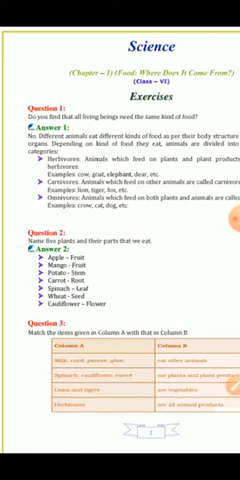 Science
(Chapter – 1) (Food: Where Does It Come From?)
(Class – VI)
Exercises
Question 1:
Do you find that all living beings need the same kind of food?
Answer 1:
No. Different animals eat different kinds of food as per their body structure
organs. Depending on kind of food they eat, animals are divided into
categories:
Herbivores: Animals which feed on plants and plant products
herbivores.
Examples: cow, goat, elephant, dear, etc.
Carnivores: Animals which feed on other animals are called carnivore
Examples: lion, tiger, fox, etc.
Omnivores: Animals which feed on both plants and animals are called
Examples: crow, cat, dog, etc.
Question 2:
Name five plants and their parts that we eat.
Answer 2:
Apple – Fruit
Mango - Fruit
Potato - Stem
Carrot - Root
Spinach – Leaf
Wheat - Seed
Cauliflower – Flower
Question 3:
Match the items given in Column A with that in Column B
Column A Column B
Milk, curd, paneer, ghee eat other animals
Spinach, cauliflower, carrot eat plants and plant product
Lions and tigers are vegetables
Herbivores are all animal products
1